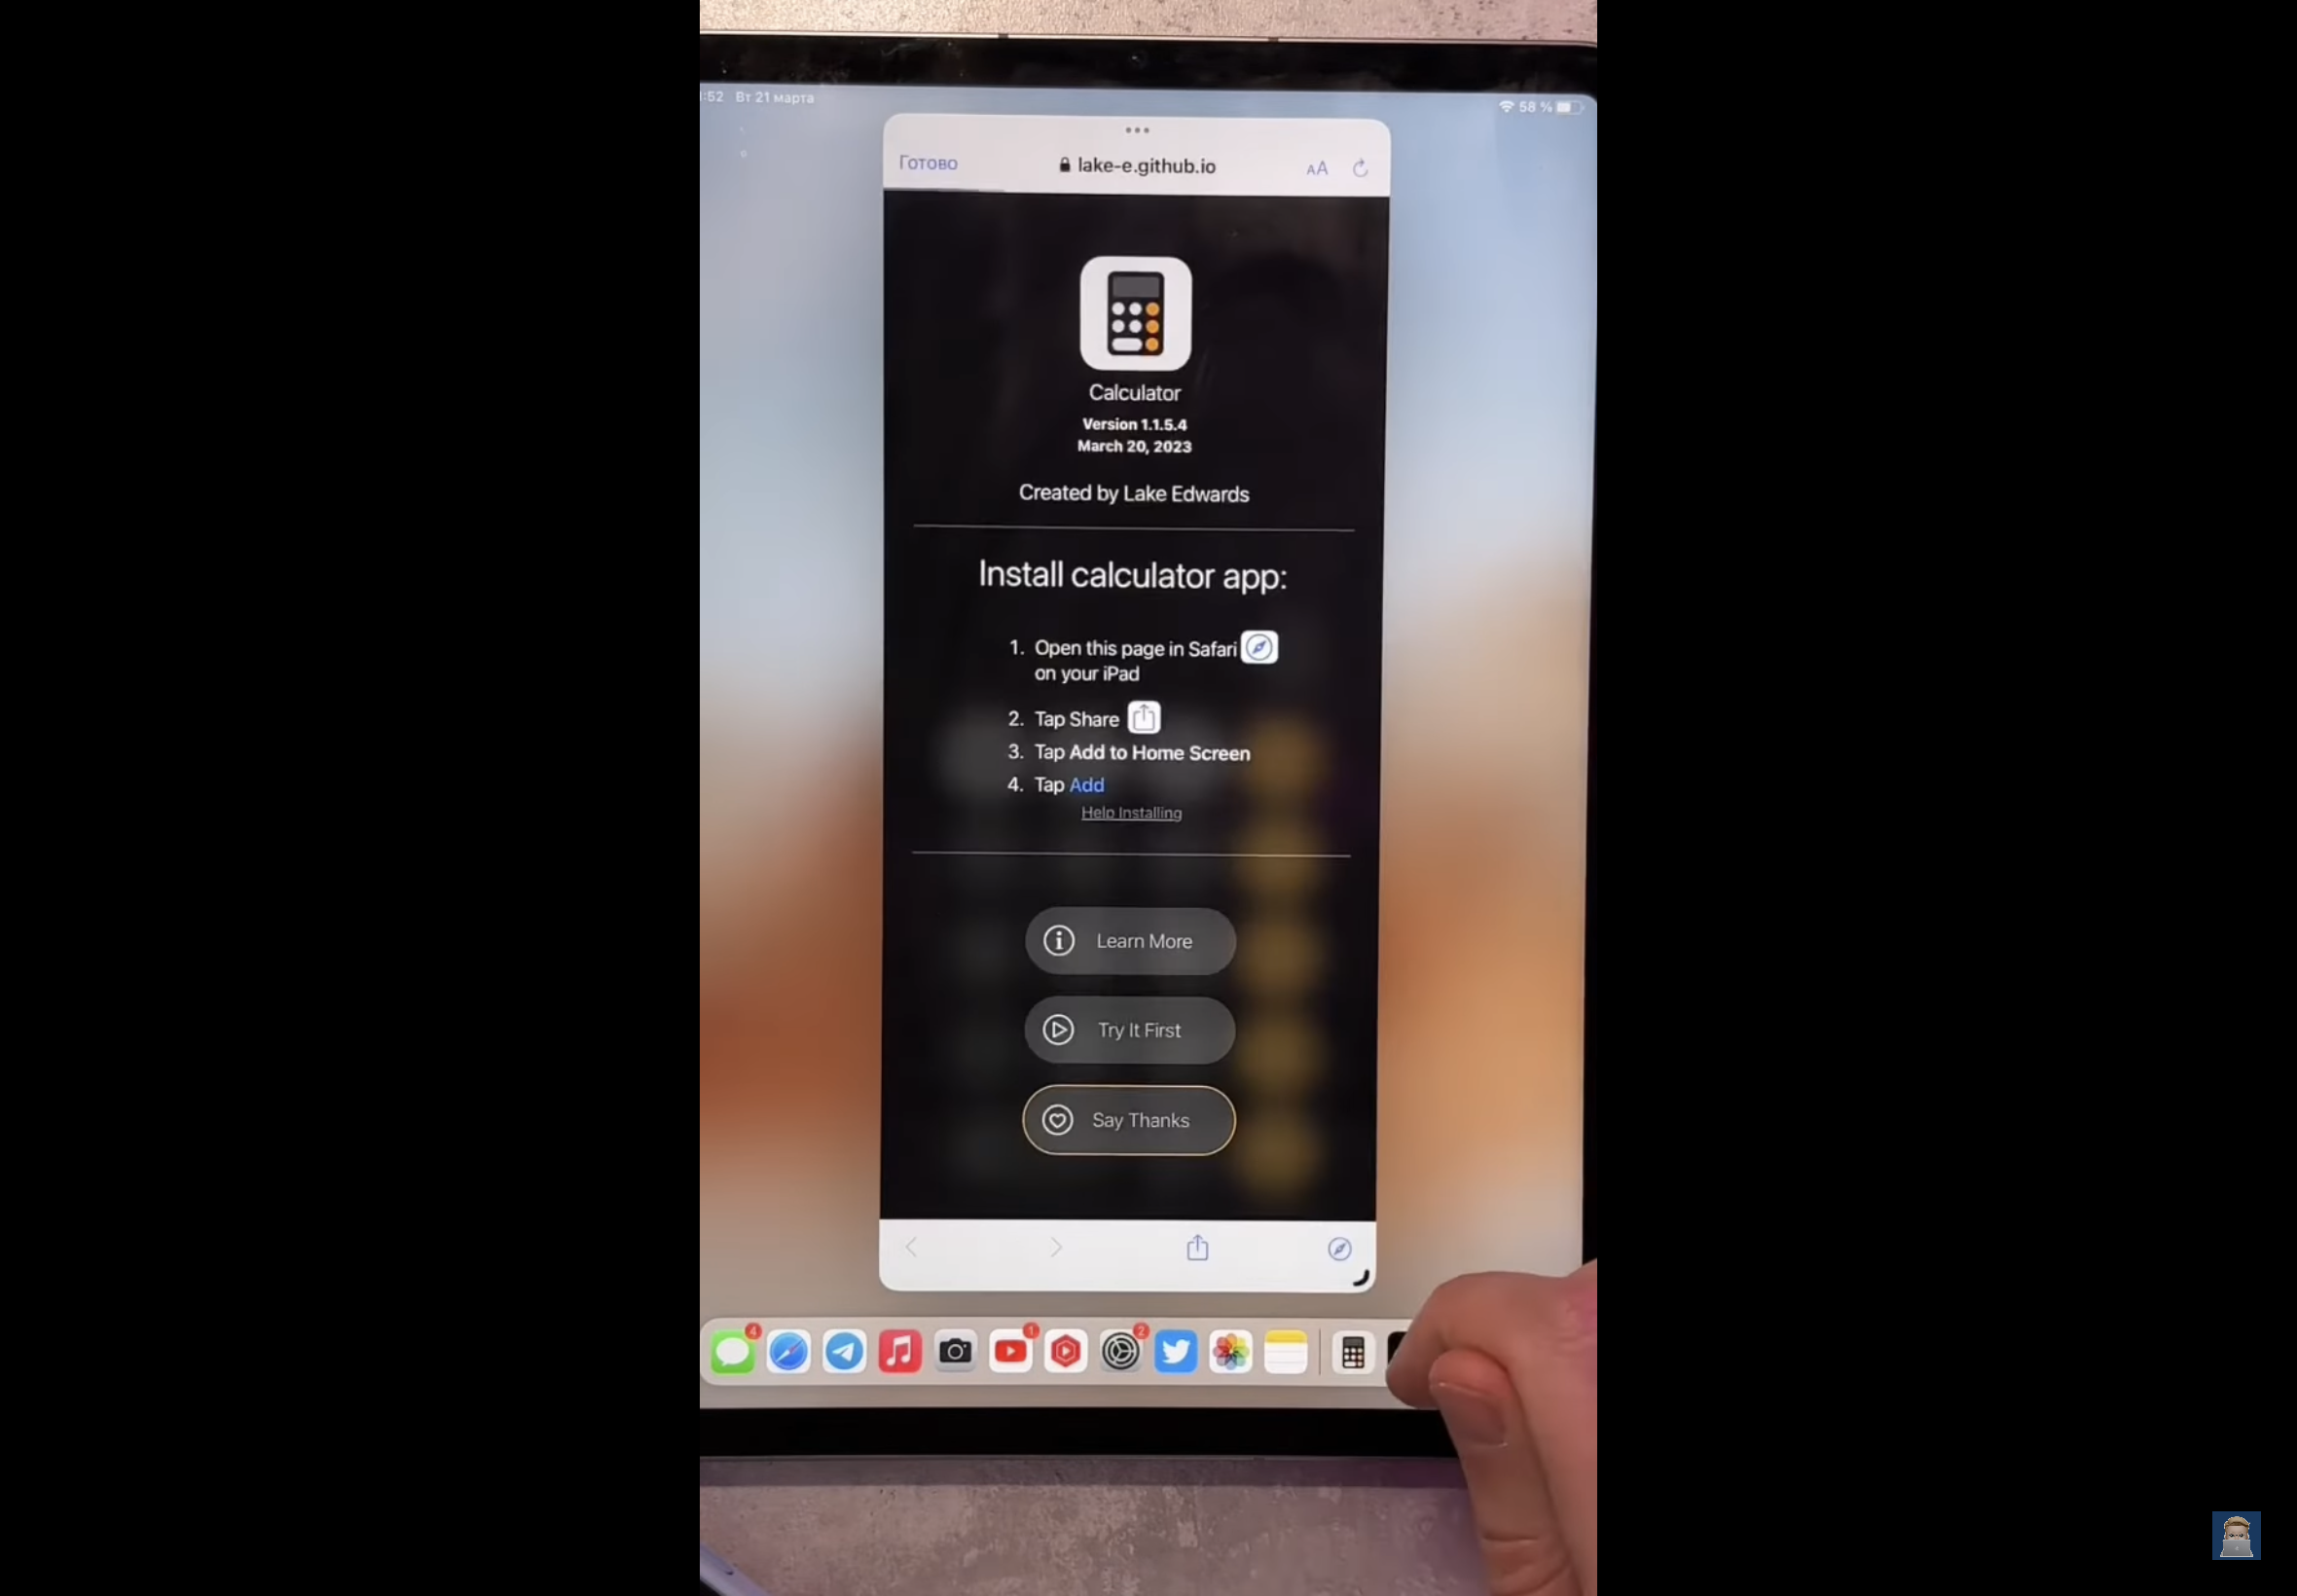 :52 Вт 21 марта
58 %
Готово
lake-e.github.io
AA
Calculator
Version 1.1.5.4
March 20, 2023
Created by Lake Edwards
Install calculator app:
1. Open this page in Safari
on your iPad
2. Tap Share
3. Tap Add to Home Screen
4. Tap Add
Help Installing
Learn More
Try It First
Say Thanks
4
1
2